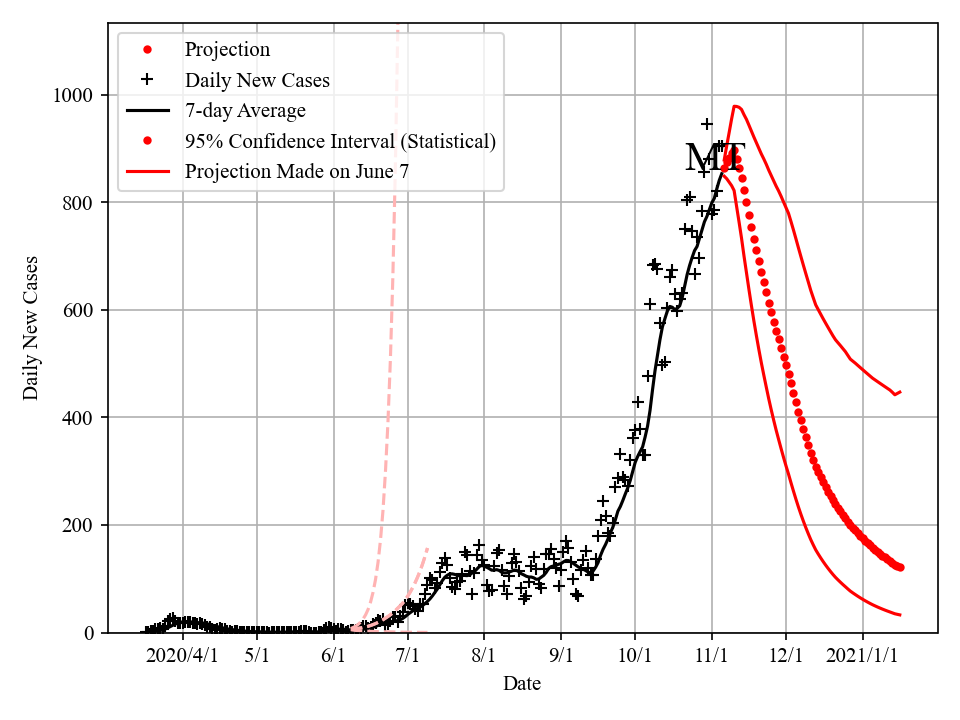 Projection
Daily New Cases
7-day Average
95% Confidence Interval (Statistical)
Projection Made on June 7
MT
1000
800
600
400
200
0
Daily New Cases
2020/4/1 5/1 6/1 7/1 8/1 9/1 10/1 11/1 12/1 2021/1/1
Date